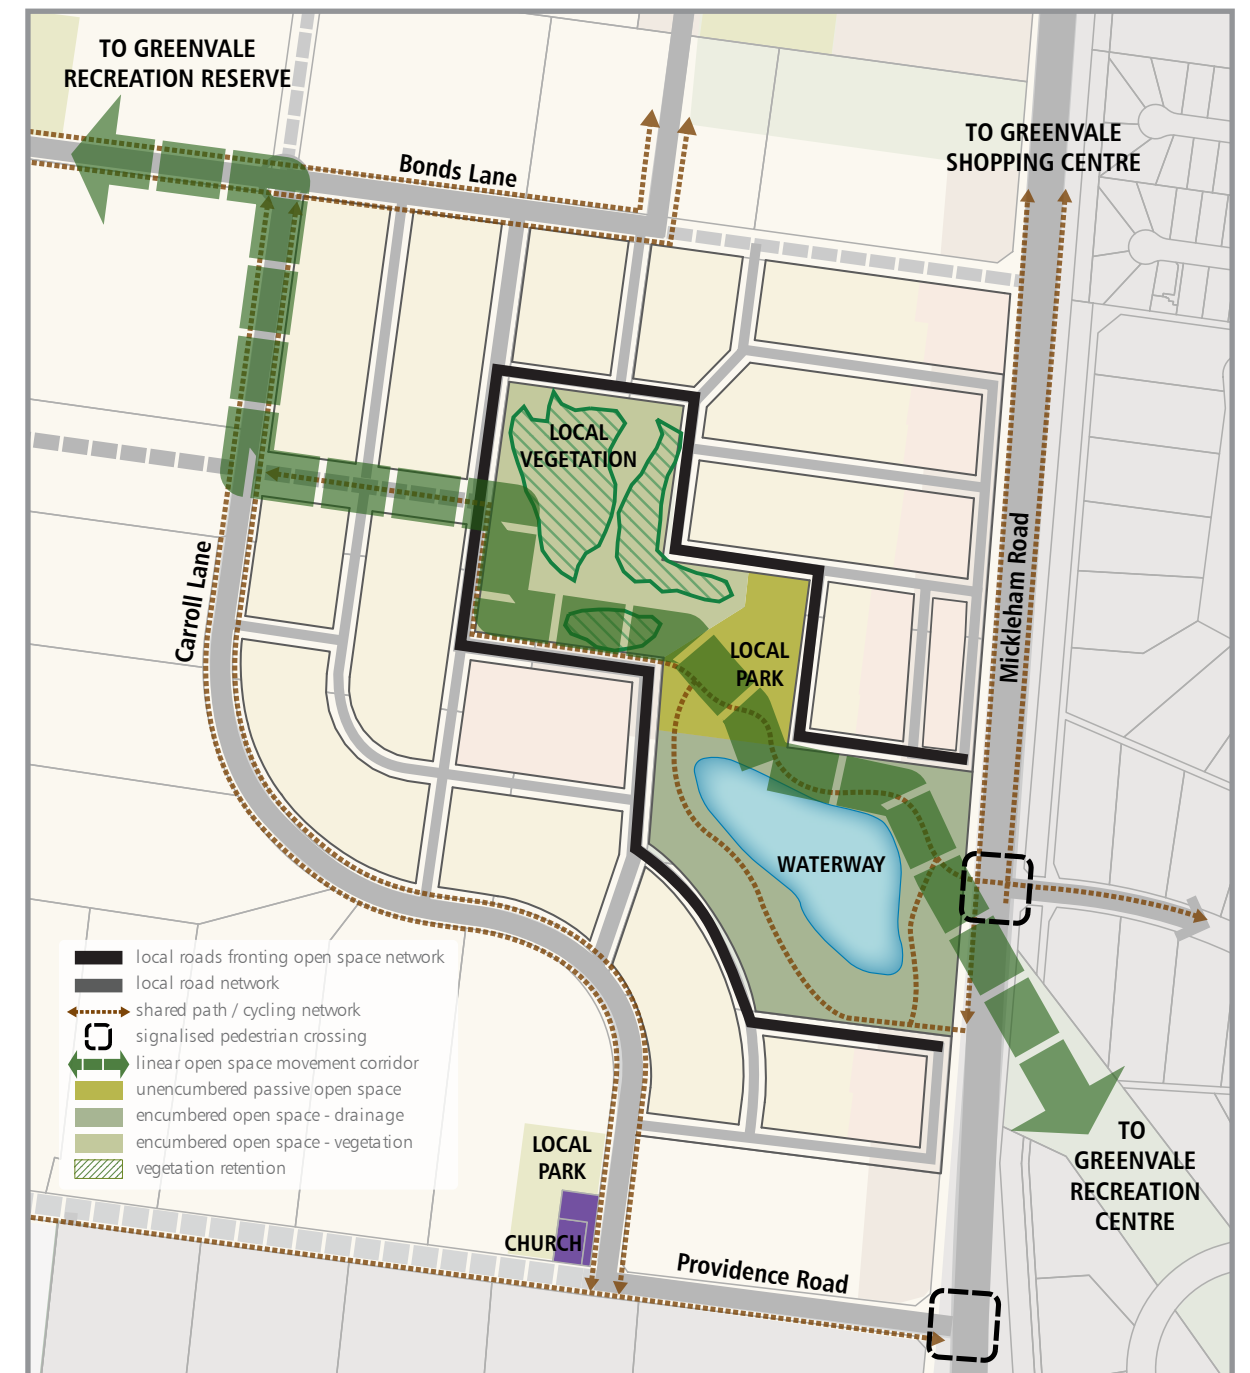 TO GREENVALE
RECREATION RESERVE
TO GREENVALE
SHOPPING CENTRE
Bonds Lane
LOCAL
VEGETATION
Carroll Lane
Mickleham Road
LOCAL
PARK
WATERWAY
local roads fronting open space network
local road network
shared path / cycling network
signalised pedestrian crossing
linear open space movement corridor
unencumbered passive open space
encumbered open space - drainage
encumbered open space - vegetation
vegetation retention
LOCAL
PARK
CHURCH
TO
GREENVALE
RECREATION
CENTRE
Providence Road